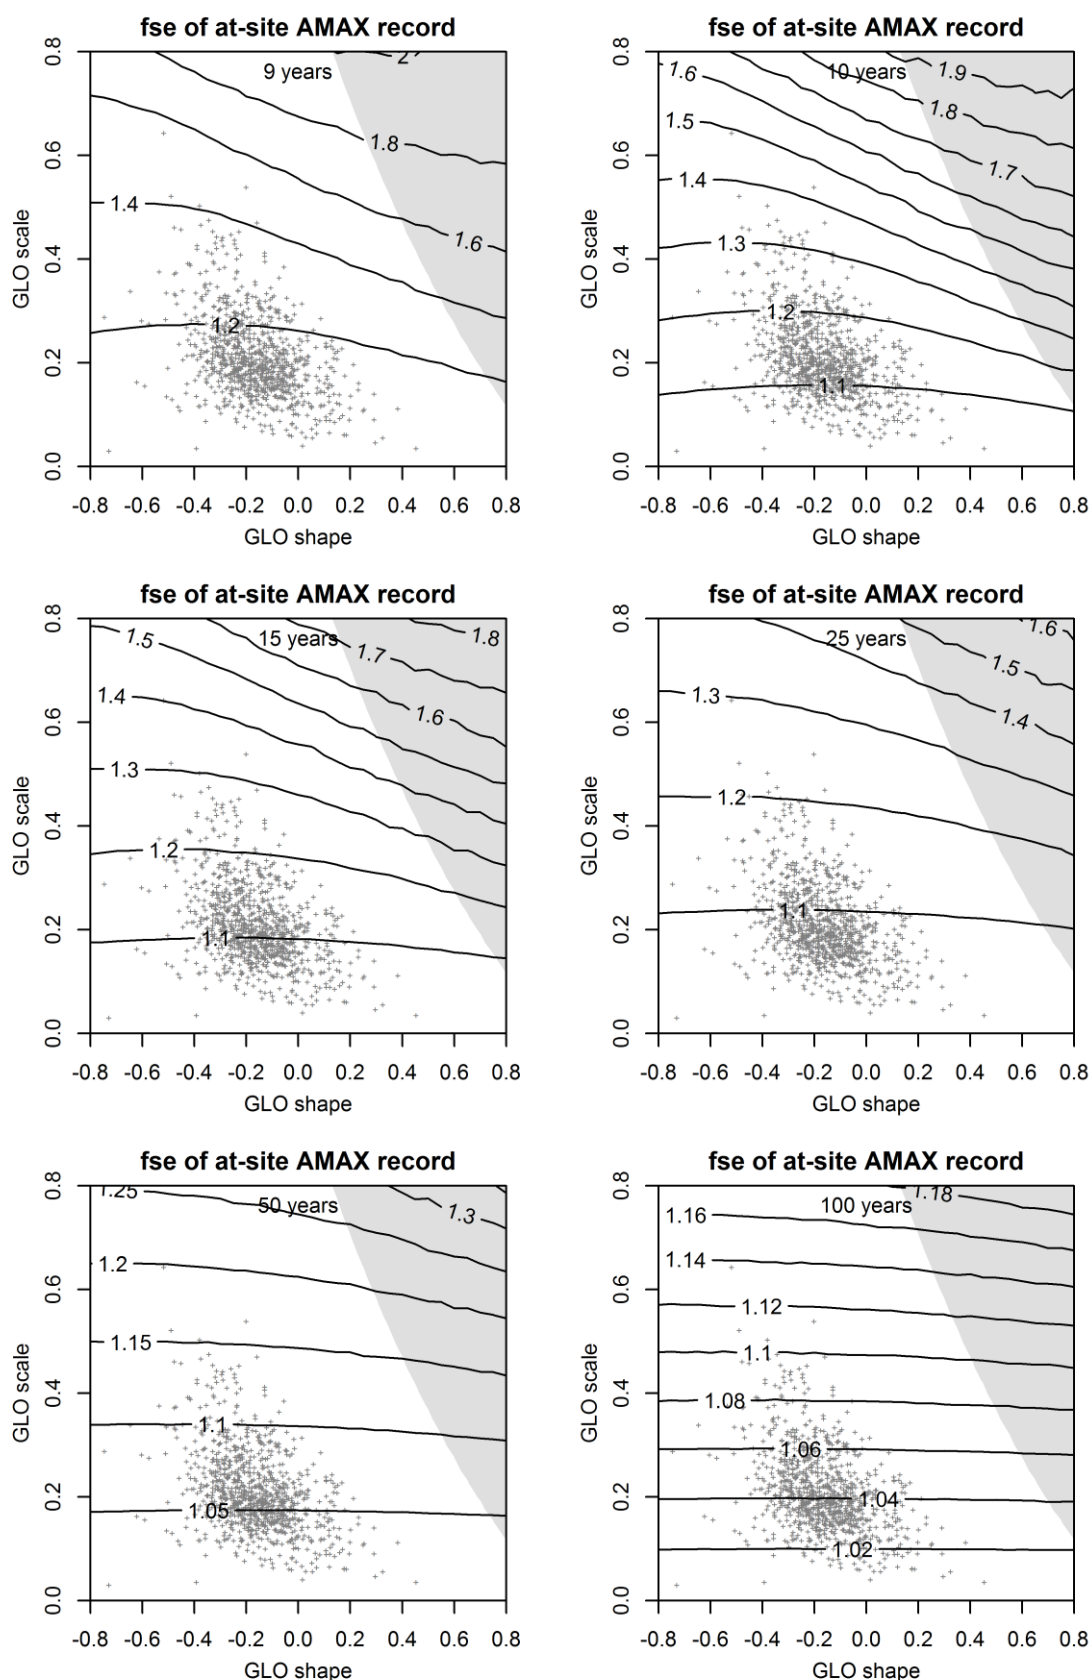 fse of at-site AMAX record
9 years
2
1.8
1.6
1.4
1.2
GLO scale
0.0 0.2 0.4 0.6 0.8
-0.8 -0.6 -0.4 -0.2 0.0 0.2 0.4 0.6 0.8
GLO shape
fse of at-site AMAX record
10 years
1.9
1.8
1.7
1.6
1.5
1.4
1.3
1.2
1.1
GLO scale
0.0 0.2 0.4 0.6 0.8
-0.8 -0.6 -0.4 -0.2 0.0 0.2 0.4 0.6 0.8
GLO shape
fse of at-site AMAX record
15 years
1.8
1.7
1.6
1.5
1.4
1.3
1.2
1.1
GLO scale
0.0 0.2 0.4 0.6 0.8
-0.8 -0.6 -0.4 -0.2 0.0 0.2 0.4 0.6 0.8
GLO shape
fse of at-site AMAX record
25 years
1.6
1.5
1.4
1.3
1.2
1.1
GLO scale
0.0 0.2 0.4 0.6 0.8
-0.8 -0.6 -0.4 -0.2 0.0 0.2 0.4 0.6 0.8
GLO shape
fse of at-site AMAX record
50 years
1.25
1.3
1.2
1.15
1.1
1.05
GLO scale
0.0 0.2 0.4 0.6 0.8
-0.8 -0.6 -0.4 -0.2 0.0 0.2 0.4 0.6 0.8
GLO shape
fse of at-site AMAX record
100 years
1.18
1.16
1.14
1.12
1.1
1.08
1.06
1.04
1.02
GLO scale
0.0 0.2 0.4 0.6 0.8
-0.8 -0.6 -0.4 -0.2 0.0 0.2 0.4 0.6 0.8
GLO shape